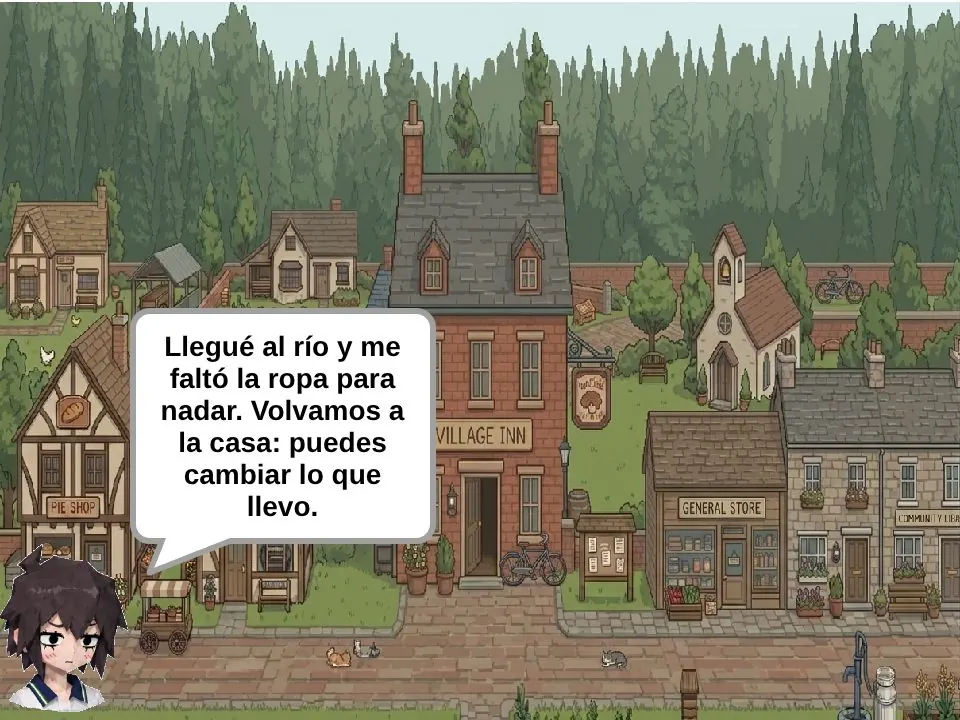 Llegué al río y me
faltó la ropa para
nadar. Volvamos a
la casa: puedes
cambiar lo que
llevo.
VILLAGE INN
PIE SHOP
GENERAL STORE
COMMUNITY